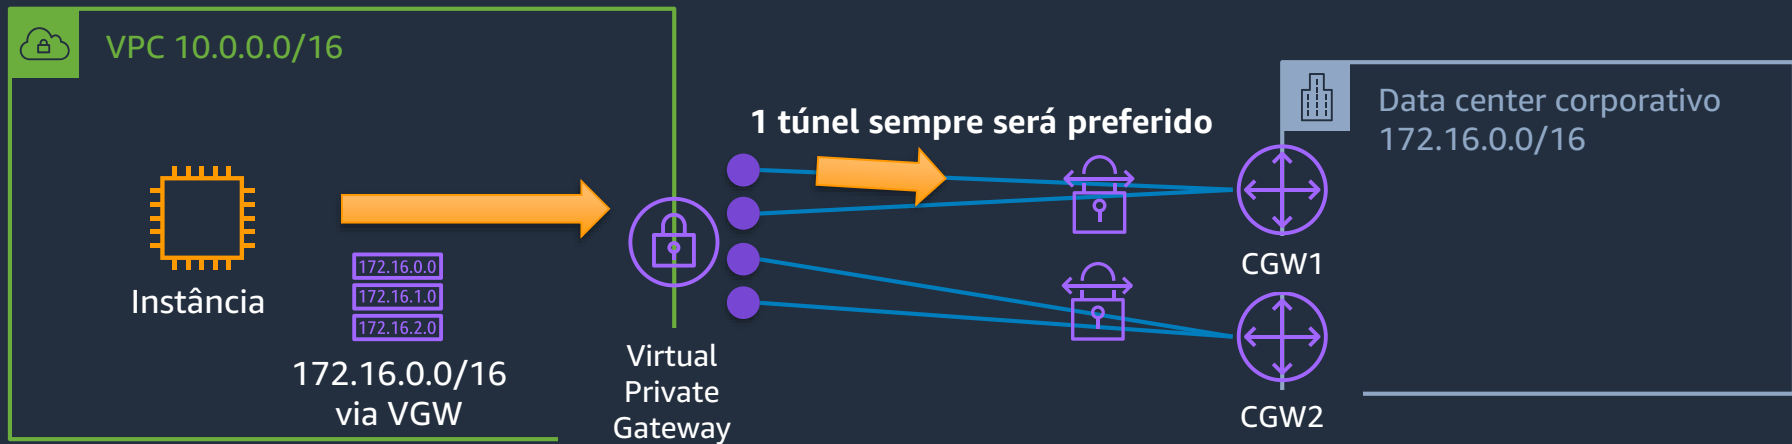 VPC 10.0.0.0/16
1 túnel sempre será preferido
Data center corporativo
172.16.0.0/16
Instância
172.16.0.0
172.16.1.0
172.16.2.0
172.16.0.0/16
via VGW
Virtual
Private
Gateway
CGW1
CGW2